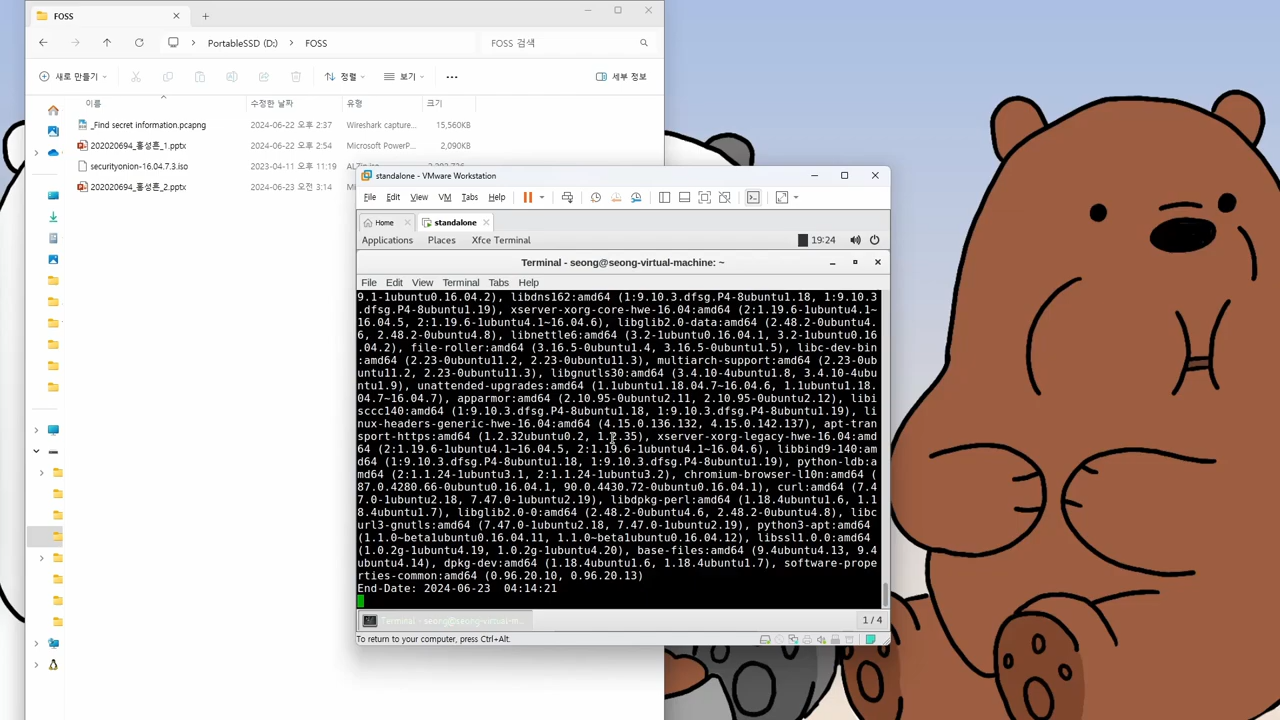 FOSS
PortableSSD (D:) > FOSS
FOSS 검색
새로 만들기
정렬
보기
세부 정보
이름 수정한 날짜 유형 크기
_Find secret information.pcapng 2024-06-22 오후 2:37 Wireshark capture... 15,560KB
202020694_홍성훈_1.pptx 2024-06-22 오후 2:54 Microsoft PowerP... 2,090KB
securityonion-16.04.7.3.iso 2023-04-11 오후 11:19
202020694_홍성훈_2.pptx 2024-06-23 오전 3:14
standalone - VMware Workstation
File Edit View VM Tabs Help
Home standalone
Applications Places Xfce Terminal 19:24
Terminal - seong@seong-virtual-machine: ~
File Edit View Terminal Tabs Help
9.1-1ubuntu0.16.04.2), libdns162:amd64 (1:9.10.3.dfsg.P4-8ubuntu1.18, 1:9.10.3
.dfsg.P4-8ubuntu1.19), xserver-xorg-core-hwe-16.04:amd64 (2:1.19.6-1ubuntu4.1~
16.04.5, 2:1.19.6-1ubuntu4.1~16.04.6), libglib2.0-data:amd64 (2.48.2-0ubuntu4.
6, 2.48.2-0ubuntu4.8), libnettle6:amd64 (3.2-1ubuntu0.16.04.1, 3.2-1ubuntu0.16
.04.2), file-roller:amd64 (3.16.5-0ubuntu1.4, 3.16.5-0ubuntu1.5), libc-dev-bin
:amd64 (2.23-0ubuntu11.2, 2.23-0ubuntu11.3), multiarch-support:amd64 (2.23-0ub
untu11.2, 2.23-0ubuntu11.3), libgnutls30:amd64 (3.4.10-4ubuntu1.8, 3.4.10-4ubu
ntu1.9), unattended-upgrades:amd64 (1.1ubuntu1.18.04.7~16.04.6, 1.1ubuntu1.18.
04.7~16.04.7), apparmor:amd64 (2.10.95-0ubuntu2.11, 2.10.95-0ubuntu2.12), libi
sccc140:amd64 (1:9.10.3.dfsg.P4-8ubuntu1.18, 1:9.10.3.dfsg.P4-8ubuntu1.19), li
nux-headers-generic-hwe-16.04:amd64 (4.15.0.136.132, 4.15.0.142.137), apt-tran
sport-https:amd64 (1.2.32ubuntu0.2, 1.2.35), xserver-xorg-legacy-hwe-16.04:amd
64 (2:1.19.6-1ubuntu4.1~16.04.5, 2:1.19.6-1ubuntu4.1~16.04.6), libbind9-140:am
d64 (1:9.10.3.dfsg.P4-8ubuntu1.18, 1:9.10.3.dfsg.P4-8ubuntu1.19), python-ldb:a
md64 (2:1.1.24-1ubuntu3.1, 2:1.1.24-1ubuntu3.2), chromium-browser-l10n:amd64 (
87.0.4280.66-0ubuntu0.16.04.1, 90.0.4430.72-0ubuntu0.16.04.1), curl:amd64 (7.4
7.0-1ubuntu2.18, 7.47.0-1ubuntu2.19), libdpkg-perl:amd64 (1.18.4ubuntu1.6, 1.1
8.4ubuntu1.7), libglib2.0-0:amd64 (2.48.2-0ubuntu4.6, 2.48.2-0ubuntu4.8), libc
url3-gnutls:amd64 (7.47.0-1ubuntu2.18, 7.47.0-1ubuntu2.19), python3-apt:amd64
(1.1.0~beta1ubuntu0.16.04.11, 1.1.0~beta1ubuntu0.16.04.12), libssl1.0.0:amd64
(1.0.2g-1ubuntu4.19, 1.0.2g-1ubuntu4.20), base-files:amd64 (9.4ubuntu4.13, 9.4
ubuntu4.14), dpkg-dev:amd64 (1.18.4ubuntu1.6, 1.18.4ubuntu1.7), software-prope
rties-common:amd64 (0.96.20.10, 0.96.20.13)
End-Date: 2024-06-23  04:14:21
Terminal - seong@seong-virtual-m...
1 / 4
To return to your computer, press Ctrl+Alt.